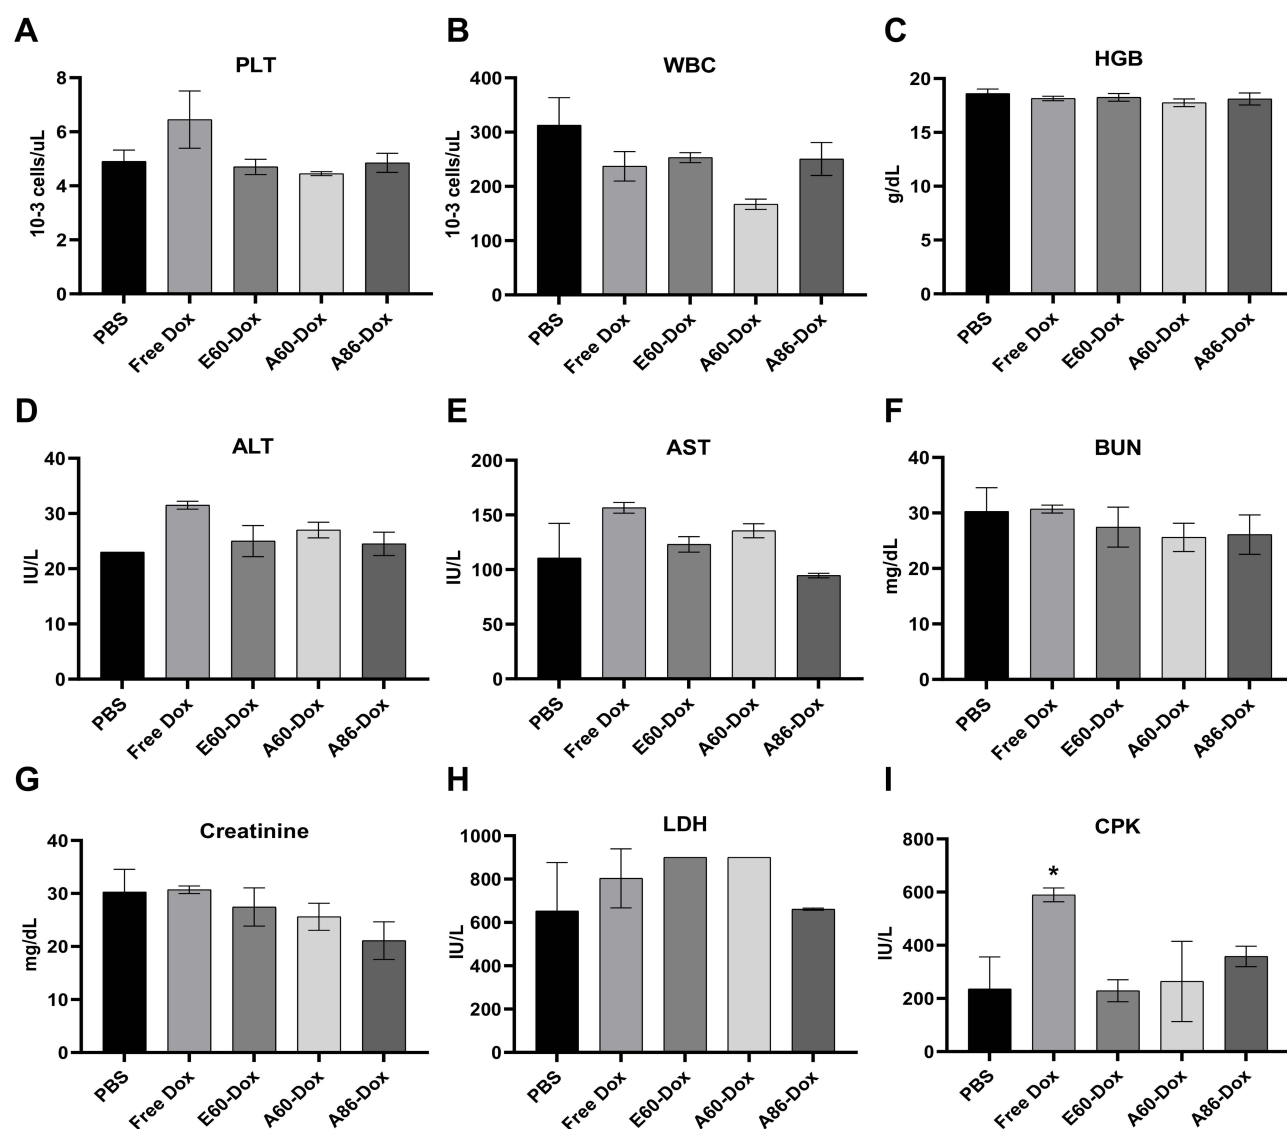 A
PLT
10-3 cells/uL
8
6
4
2
0
PBS
Free Dox
E60-Dox
A60-Dox
A86-Dox
B
WBC
10-3 cells/uL
400
300
200
100
0
PBS
Free Dox
E60-Dox
A60-Dox
A86-Dox
C
HGB
g/dL
20
15
10
5
0
PBS
Free Dox
E60-Dox
A60-Dox
A86-Dox
D
ALT
IU/L
40
30
20
10
0
PBS
Free Dox
E60-Dox
A60-Dox
A86-Dox
E
AST
IU/L
200
150
100
50
0
PBS
Free Dox
E60-Dox
A60-Dox
A86-Dox
F
BUN
mg/dL
40
30
20
10
0
PBS
Free Dox
E60-Dox
A60-Dox
A86-Dox
G
Creatinine
mg/dL
40
30
20
10
0
PBS
Free Dox
E60-Dox
A60-Dox
A86-Dox
H
LDH
IU/L
1000
800
600
400
200
0
PBS
Free Dox
E60-Dox
A60-Dox
A86-Dox
I
CPK
IU/L
800
600
400
200
0
*
PBS
Free Dox
E60-Dox
A60-Dox
A86-Dox